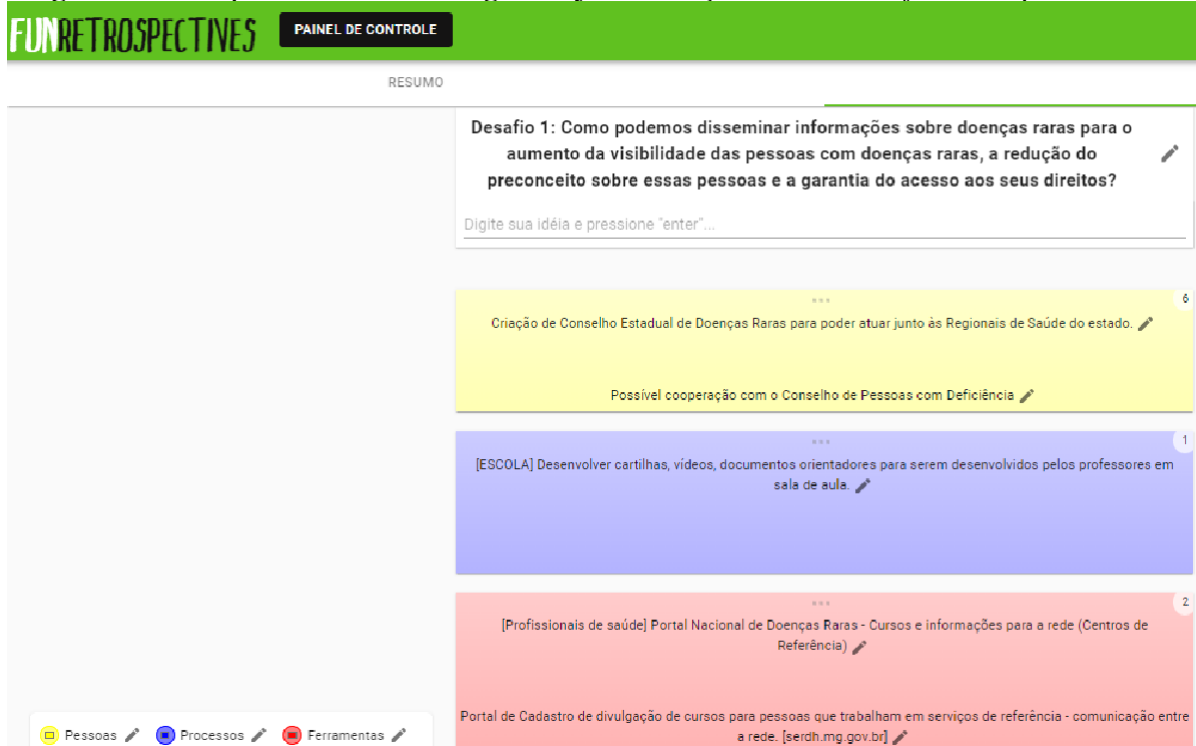 FUNRETROSPECTIVES
PAINEL DE CONTROLE
RESUMO
Desafio 1: Como podemos disseminar informações sobre doenças raras para o
aumento da visibilidade das pessoas com doenças raras, a redução do
preconceito sobre essas pessoas e a garantia do acesso aos seus direitos?
Digite sua idéia e pressione "enter"...
6
Criação de Conselho Estadual de Doenças Raras para poder atuar junto às Regionais de Saúde do estado.
Possível cooperação com o Conselho de Pessoas com Deficiência
1
[ESCOLA] Desenvolver cartilhas, vídeos, documentos orientadores para serem desenvolvidos pelos professores em
sala de aula.
2
[Profissionais de saúde] Portal Nacional de Doenças Raras - Cursos e informações para a rede (Centros de
Referência)
Portal de Cadastro de divulgação de cursos para pessoas que trabalham em serviços de referência - comunicação entre
a rede. [serdh.mg.gov.br]
Pessoas Processos Ferramentas